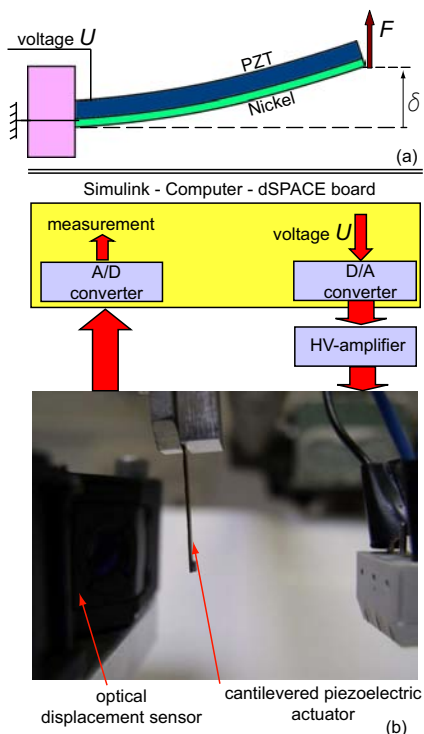 voltage U
F
PZT
Nickel
δ
(a)
Simulink - Computer - dSPACE board
measurement
voltage U
A/D
converter
D/A
converter
HV-amplifier
optical
displacement sensor
cantilevered piezoelectric
actuator
(b)